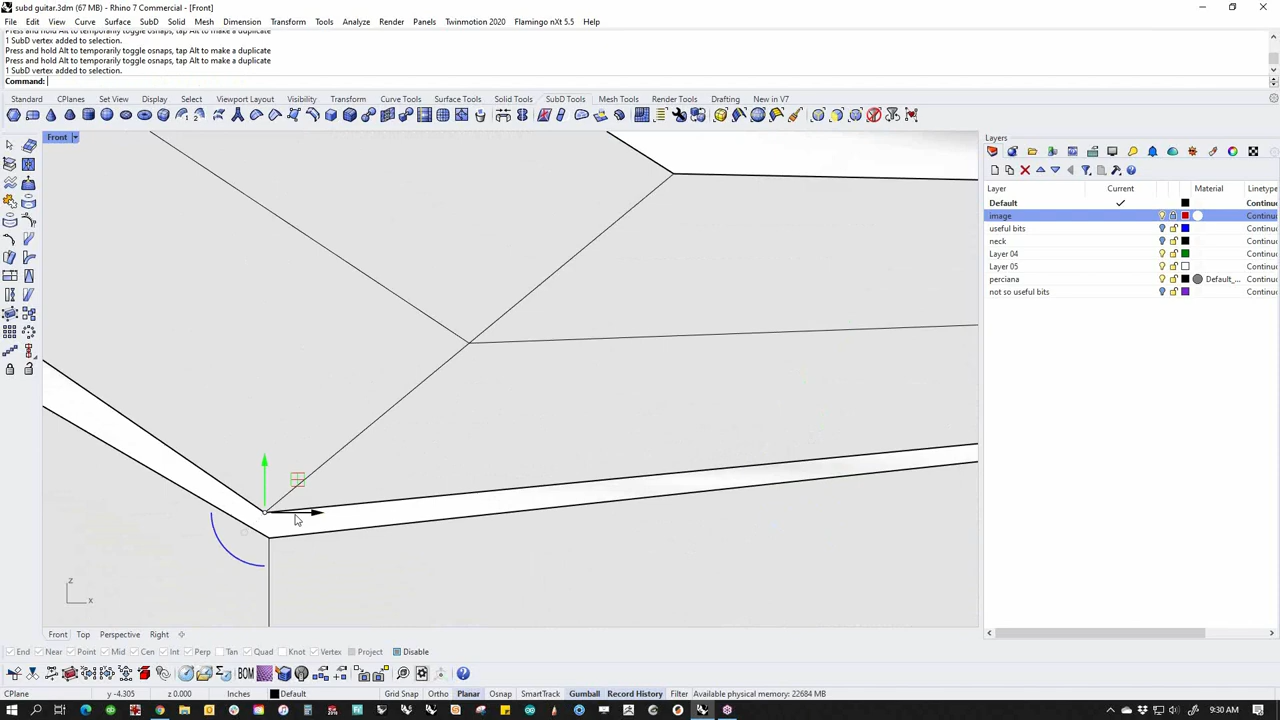 subd guitar.3dm (67 MB) - Rhino 7 Commercial - [Front]
File Edit View Curve Surface SubD Solid Mesh Dimension Transform Tools Analyze Render Panels Twinmotion 2020 Flamingo nXt 5.5 Help
Press and hold Alt to temporarily toggle osnaps, tap Alt to make a duplicate
1 SubD vertex added to selection.
Press and hold Alt to temporarily toggle osnaps, tap Alt to make a duplicate
Press and hold Alt to temporarily toggle osnaps, tap Alt to make a duplicate
1 SubD vertex added to selection.
Command:
Standard CPlanes Set View Display Select Viewport Layout Visibility Transform Curve Tools Surface Tools Solid Tools SubD Tools Mesh Tools Render Tools Drafting New in V7
Front
Layers
Layer Current Material Linetype
Default Continuc
image Continuc
useful bits Continuc
neck Continuc
Layer 04 Continuc
Layer 05 Continuc
perciana Default_... Continuc
not so useful bits Continuc
z
x
Front Top Perspective Right
End Near Point Mid Cen Int Perp Tan Quad Knot Vertex Project Disable
BOM
CPlane y -4.305 z 0.000 Inches Default Grid Snap Ortho Planar Osnap SmartTrack Gumball Record History Filter Available physical memory: 22684 MB
9:30 AM